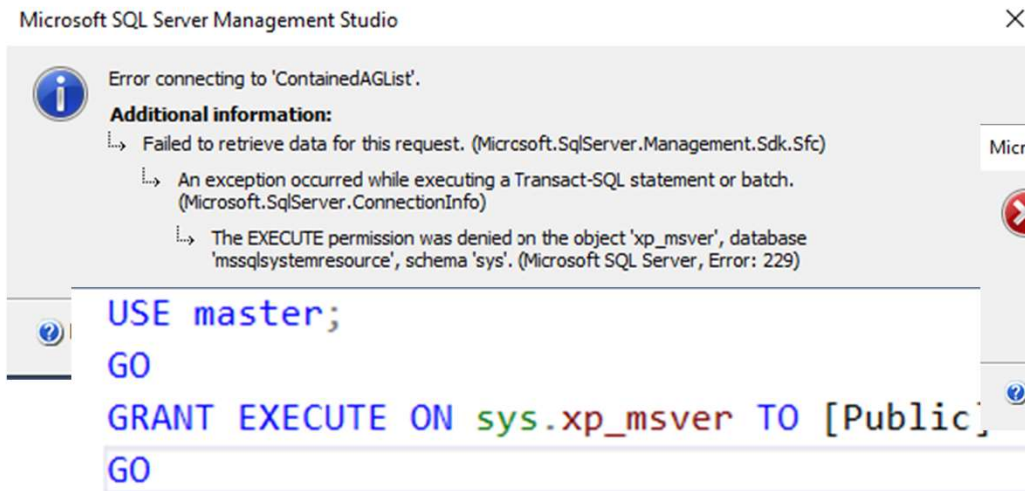 Microsoft SQL Server Management Studio
Error connecting to 'ContainedAGList'.
Additional information:
Failed to retrieve data for this request. (Microsoft.SqlServer.Management.Sdk.Sfc)
An exception occurred while executing a Transact-SQL statement or batch.
(Microsoft.SqlServer.ConnectionInfo)
The EXECUTE permission was denied on the object 'xp_msver', database
'mssqlsystemresource', schema 'sys'. (Microsoft SQL Server, Error: 229)
Micr
USE master;
GO
GRANT EXECUTE ON sys.xp_msver TO [Public]
GO